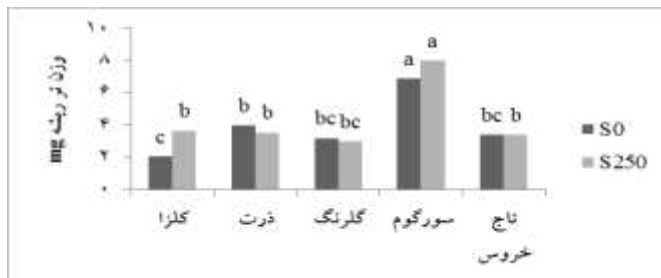 ۱۰
۸
۶
۴
۲
۰
وزن تر ریشه mg
c b
b b
bc bc
a a
bc b
کلزا
ذرت
گلرنگ
سورگوم
تاج
خروس
S0
S250